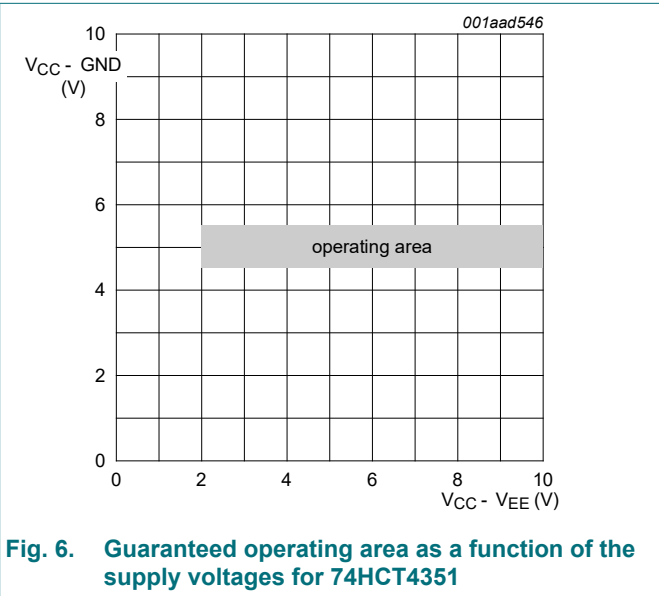 001aad546
10
VCC - GND
(V)
8
6
operating area
4
2
0
0 2 4 6 8 10
VCC - VEE (V)
Fig. 6. Guaranteed operating area as a function of the
supply voltages for 74HCT4351